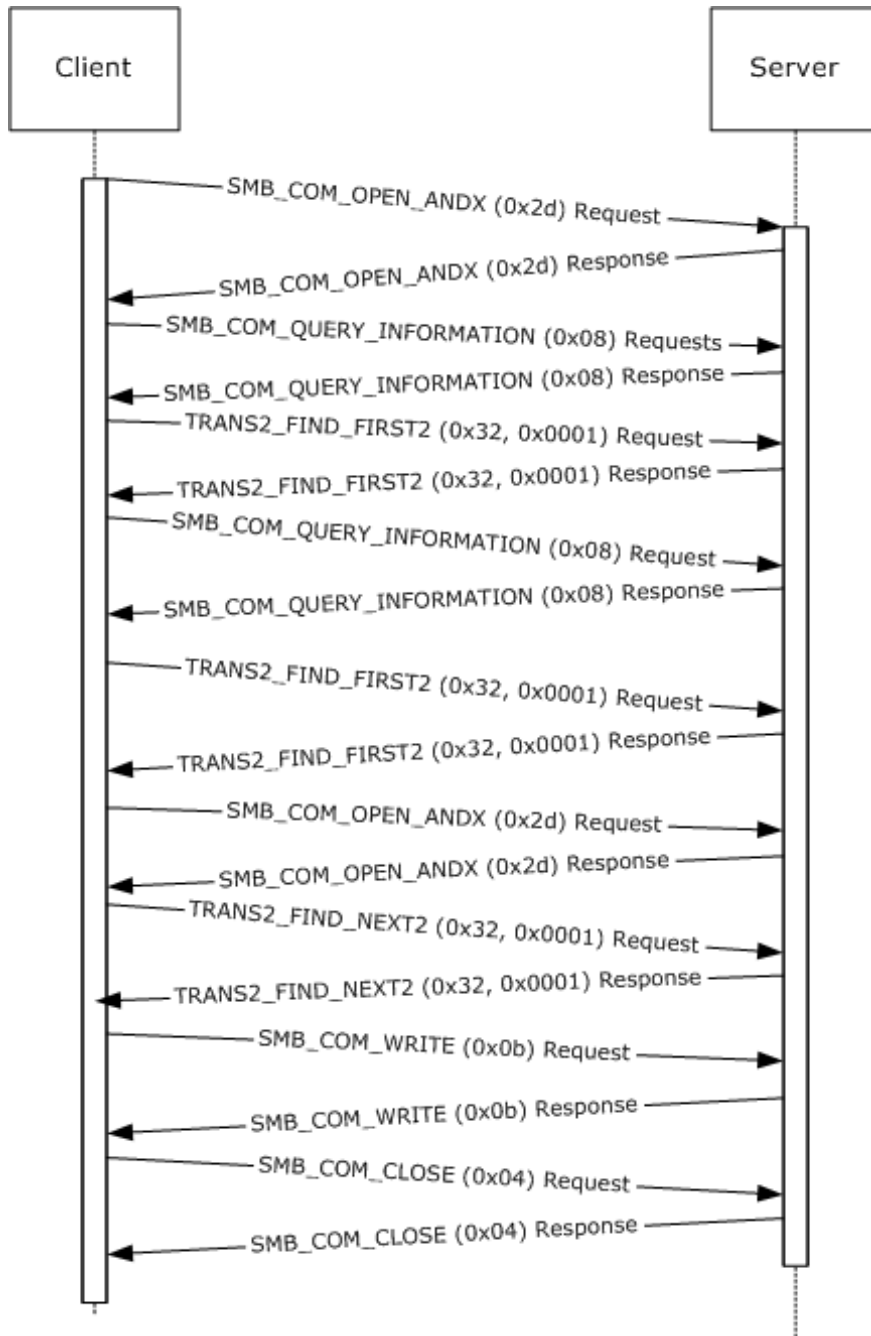 Client
Server
SMB_COM_OPEN_ANDX (0x2d) Request
SMB_COM_OPEN_ANDX (0x2d) Response
SMB_COM_QUERY_INFORMATION (0x08) Requests
SMB_COM_QUERY_INFORMATION (0x08) Response
TRANS2_FIND_FIRST2 (0x32, 0x0001) Request
TRANS2_FIND_FIRST2 (0x32, 0x0001) Response
SMB_COM_QUERY_INFORMATION (0x08) Request
SMB_COM_QUERY_INFORMATION (0x08) Response
TRANS2_FIND_FIRST2 (0x32, 0x0001) Request
TRANS2_FIND_FIRST2 (0x32, 0x0001) Response
SMB_COM_OPEN_ANDX (0x2d) Request
SMB_COM_OPEN_ANDX (0x2d) Response
TRANS2_FIND_NEXT2 (0x32, 0x0001) Request
TRANS2_FIND_NEXT2 (0x32, 0x0001) Response
SMB_COM_WRITE (0x0b) Request
SMB_COM_WRITE (0x0b) Response
SMB_COM_CLOSE (0x04) Request
SMB_COM_CLOSE (0x04) Response